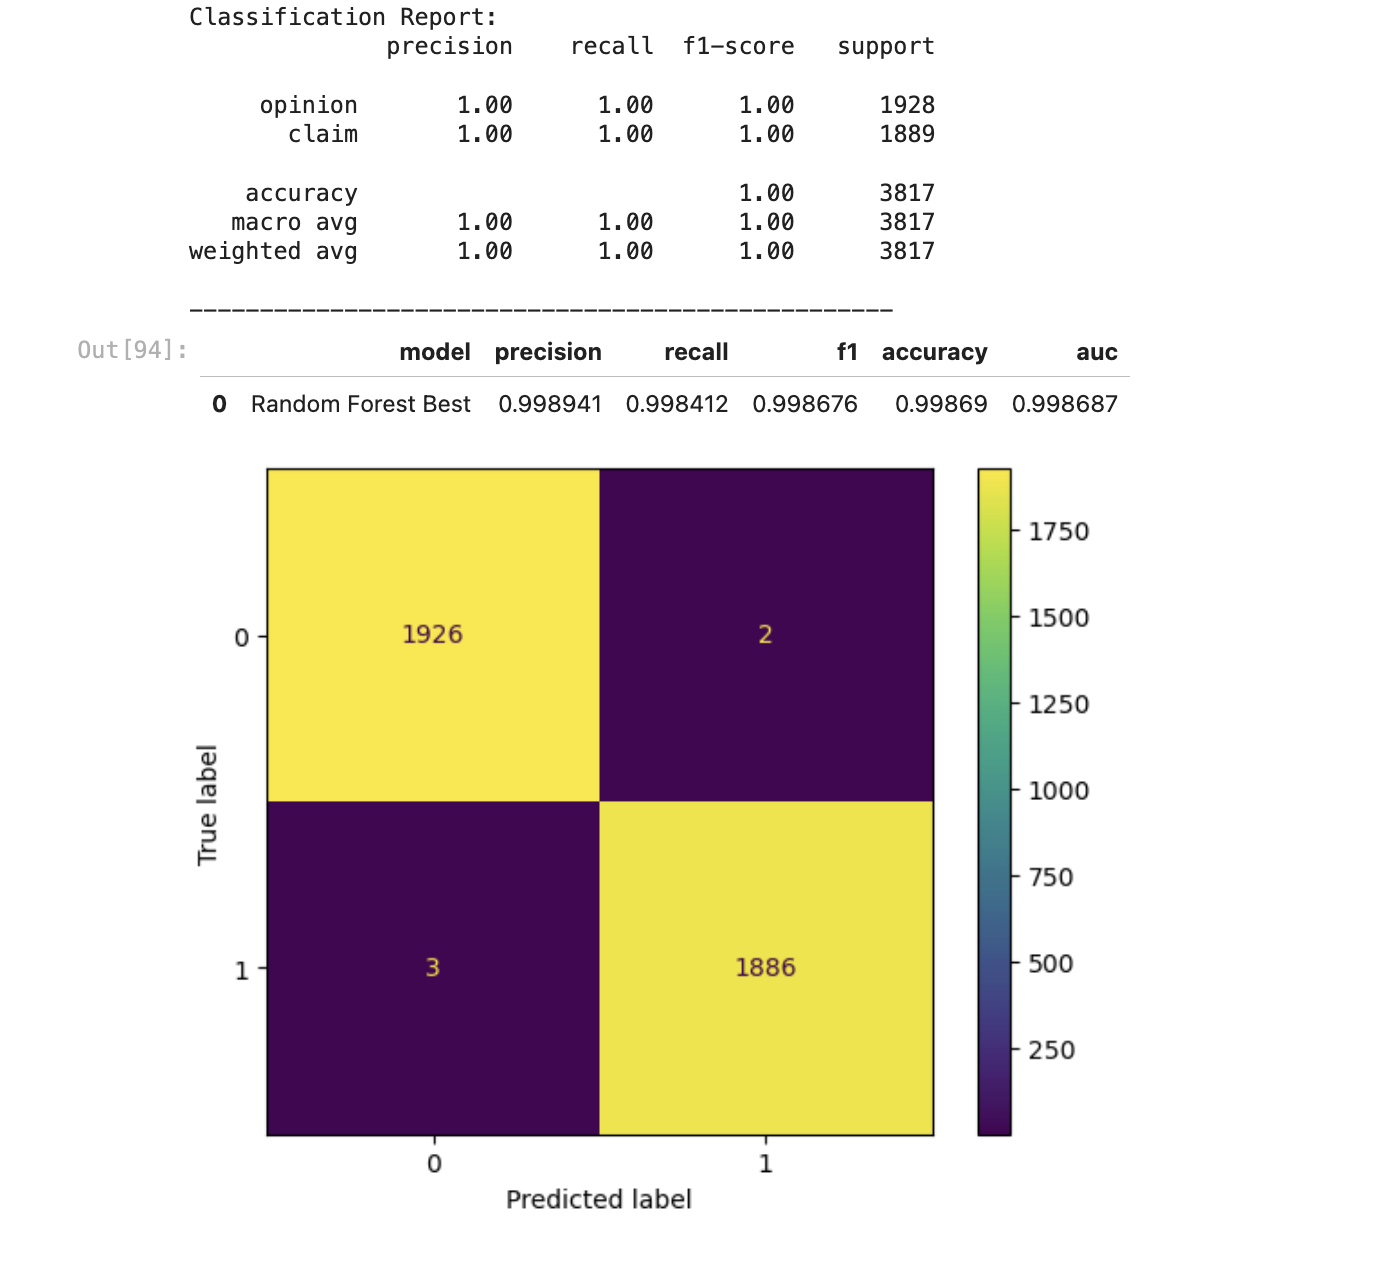 Classification Report:
precision recall f1-score support
opinion 1.00 1.00 1.00 1928
claim 1.00 1.00 1.00 1889
accuracy 1.00 3817
macro avg 1.00 1.00 1.00 3817
weighted avg 1.00 1.00 1.00 3817
--------------------------------------------------
Out[94]:
model precision recall f1 accuracy auc
0 Random Forest Best 0.998941 0.998412 0.998676 0.99869 0.998687
1750
1500
1250
1000
750
500
250
0 1926 2
True label
1 3 1886
0 1
Predicted label